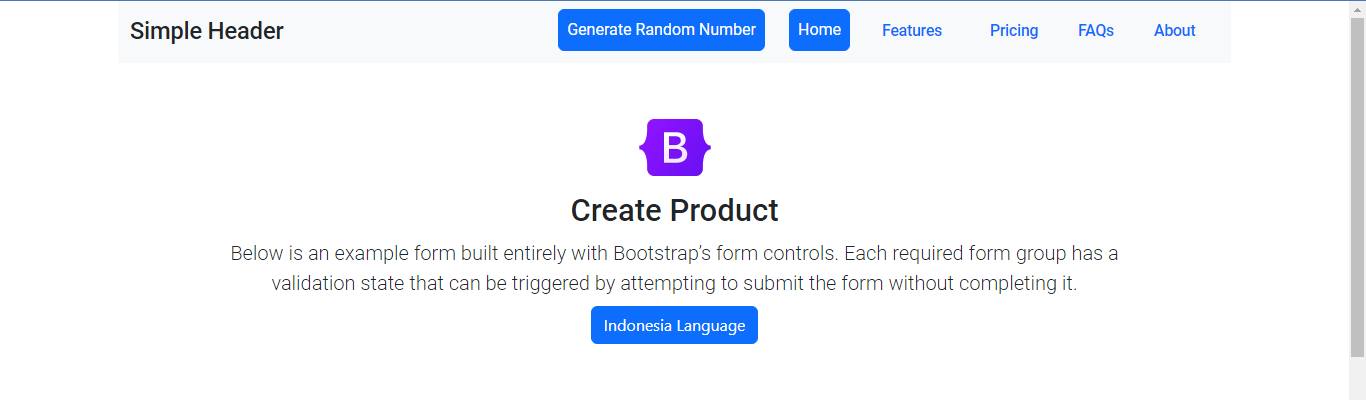 Simple Header Generate Random Number Home Features Pricing FAQs About
B
Create Product
Below is an example form built entirely with Bootstrap’s form controls. Each required form group has a
validation state that can be triggered by attempting to submit the form without completing it.
Indonesia Language